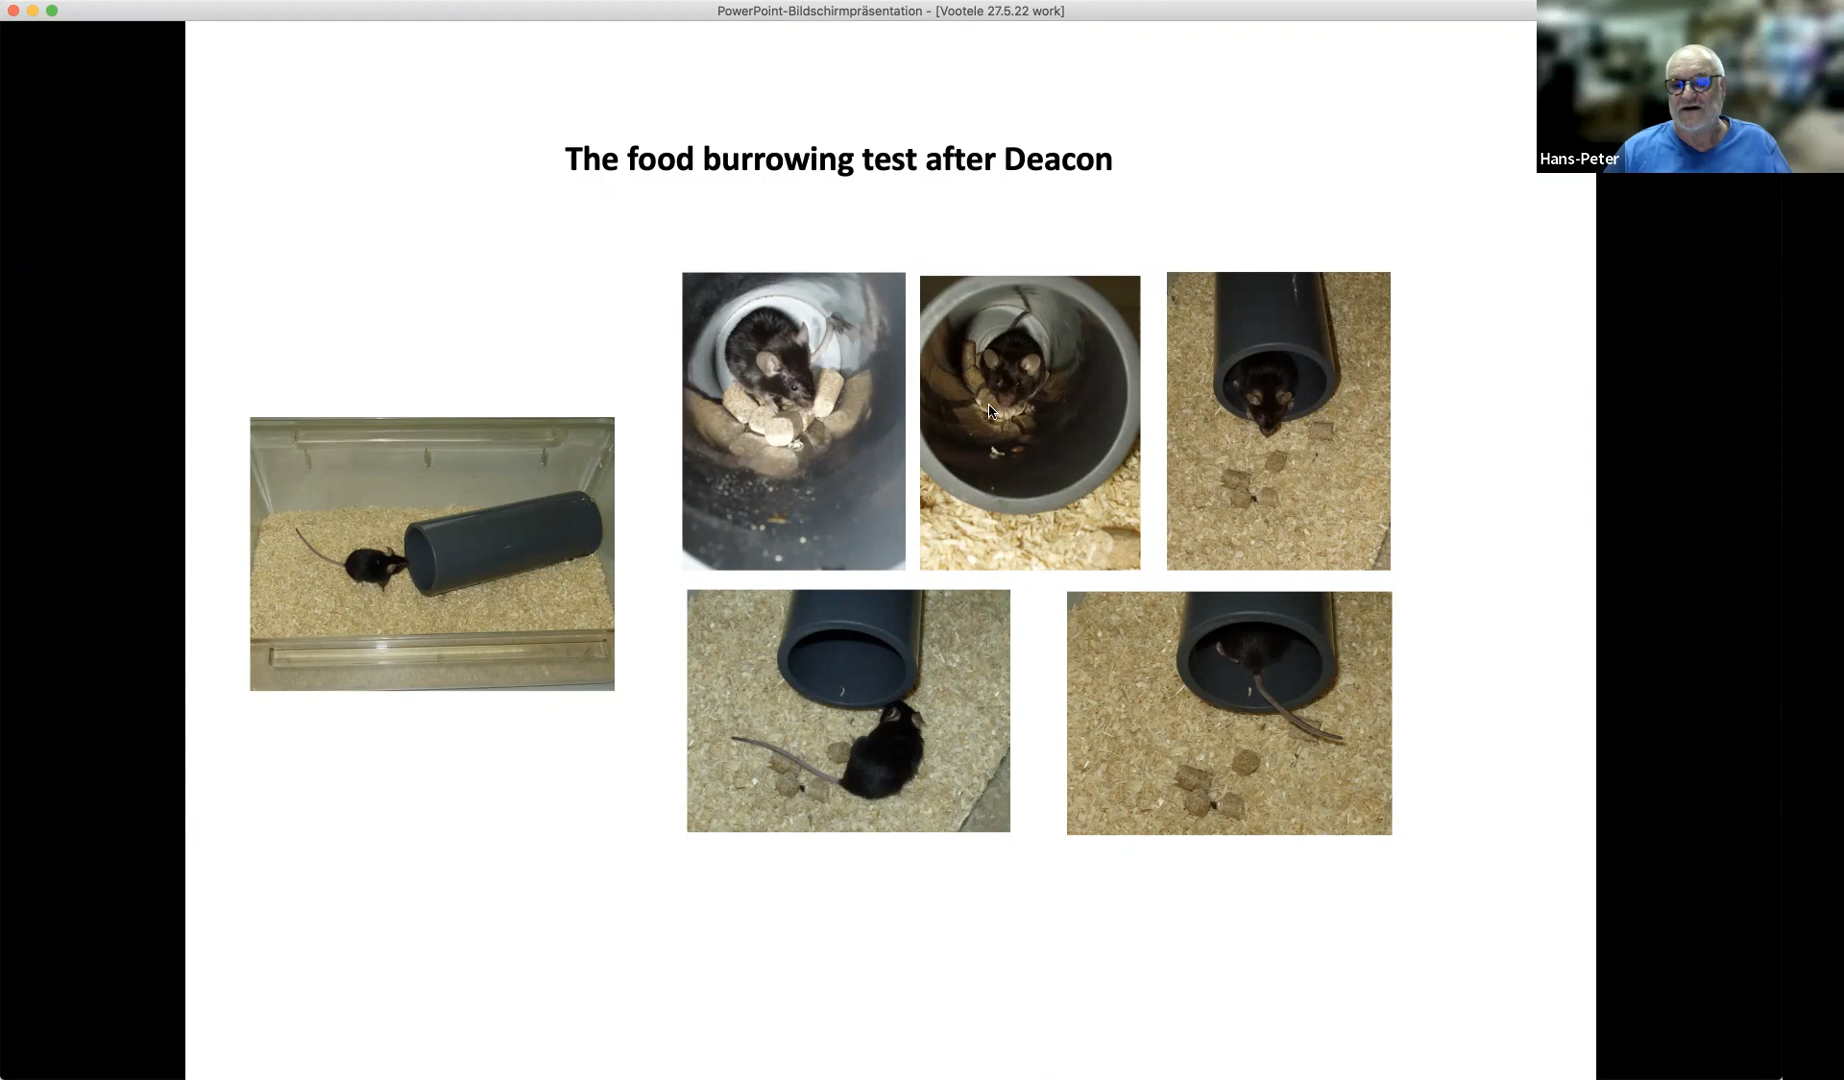 PowerPoint-Bildschirmpräsentation - [Vootele 27.5.22 work]
Hans-Peter
The food burrowing test after Deacon